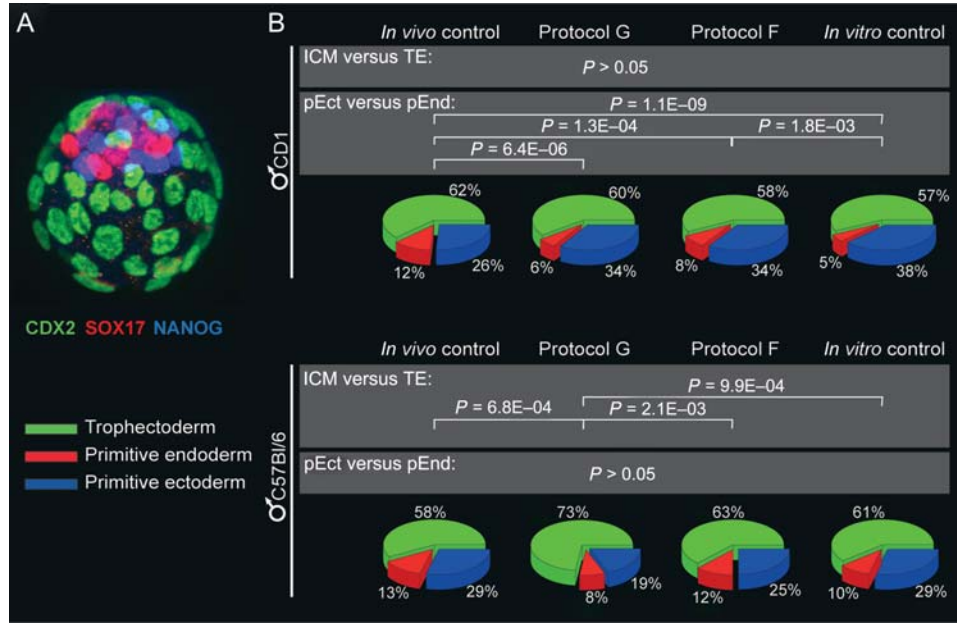 A
CDX2 SOX17 NANOG
Trophectoderm
Primitive endoderm
Primitive ectoderm
B
In vivo control Protocol G Protocol F In vitro control
♂CD1
ICM versus TE:
P > 0.05
pEct versus pEnd:
P = 1.1E–09
P = 1.3E–04 P = 1.8E–03
P = 6.4E–06
62% 60% 58% 57%
12% 26% 6% 34% 8% 34% 5% 38%
In vivo control Protocol G Protocol F In vitro control
♂C57Bl/6
ICM versus TE:
P = 9.9E–04
P = 6.8E–04 P = 2.1E–03
pEct versus pEnd:
P > 0.05
58% 73% 63% 61%
13% 29% 8% 19% 12% 25% 10% 29%